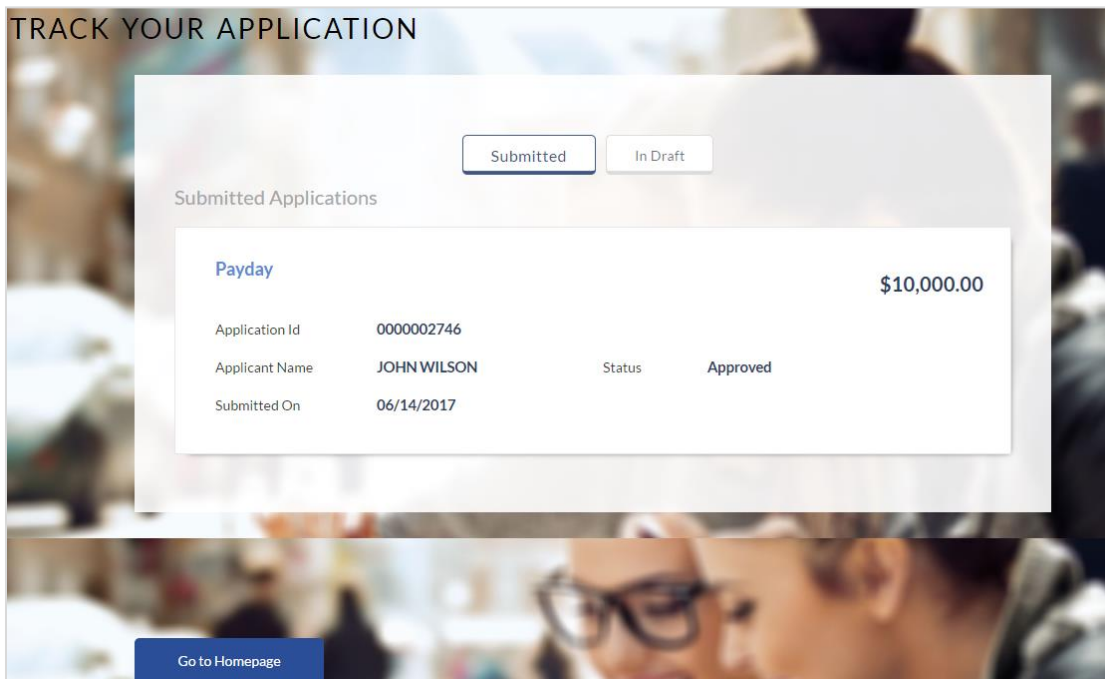 TRACK YOUR APPLICATION
Submitted In Draft
Submitted Applications
Payday
$10,000.00
Application Id 0000002746
Applicant Name JOHN WILSON Status Approved
Submitted On 06/14/2017
Go to Homepage